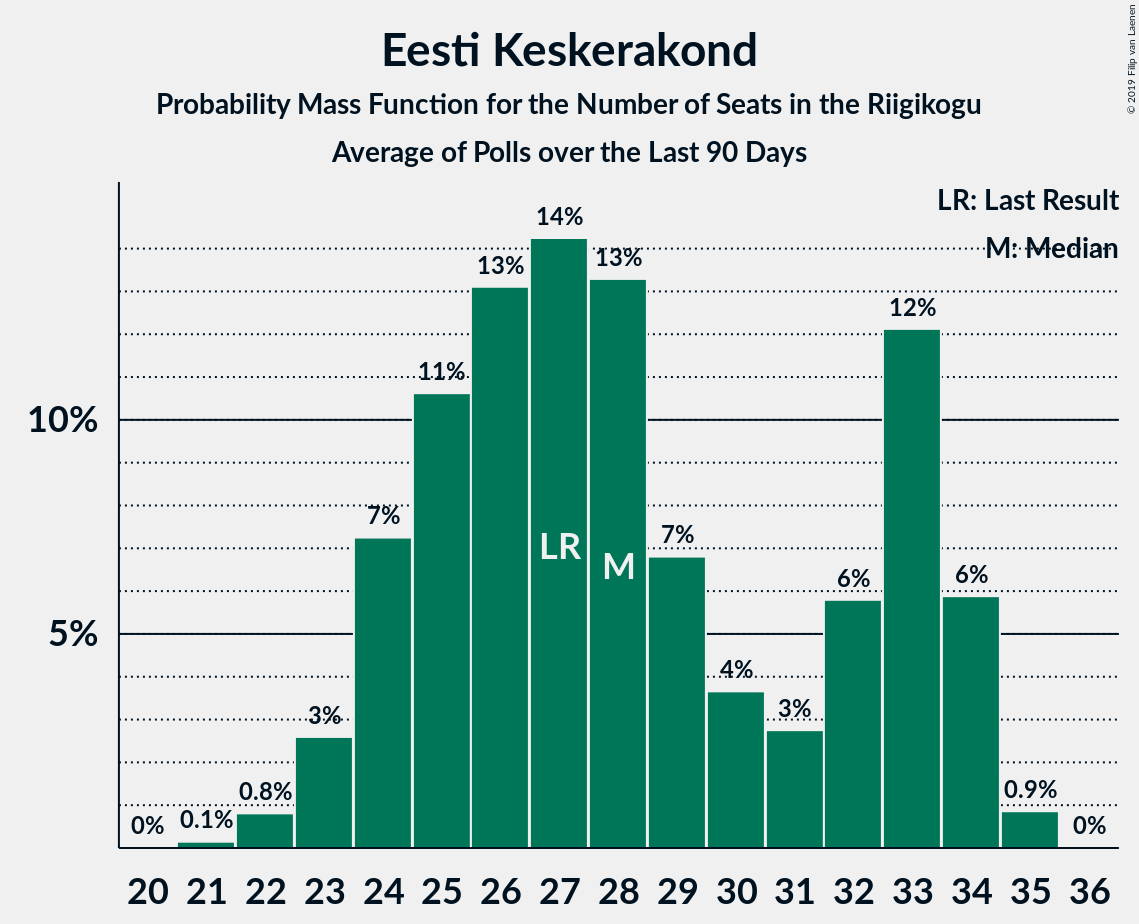 Eesti Keskerakond
Probability Mass Function for the Number of Seats in the Riigikogu
Average of Polls over the Last 90 Days
© 2019 Filip van Laenen
LR: Last Result
M: Median
10%
5%
0%
0.1%
0.8%
3%
7%
11%
13%
14%
13%
7%
4%
3%
6%
12%
6%
0.9%
0%
LR
M
20 21 22 23 24 25 26 27 28 29 30 31 32 33 34 35 36